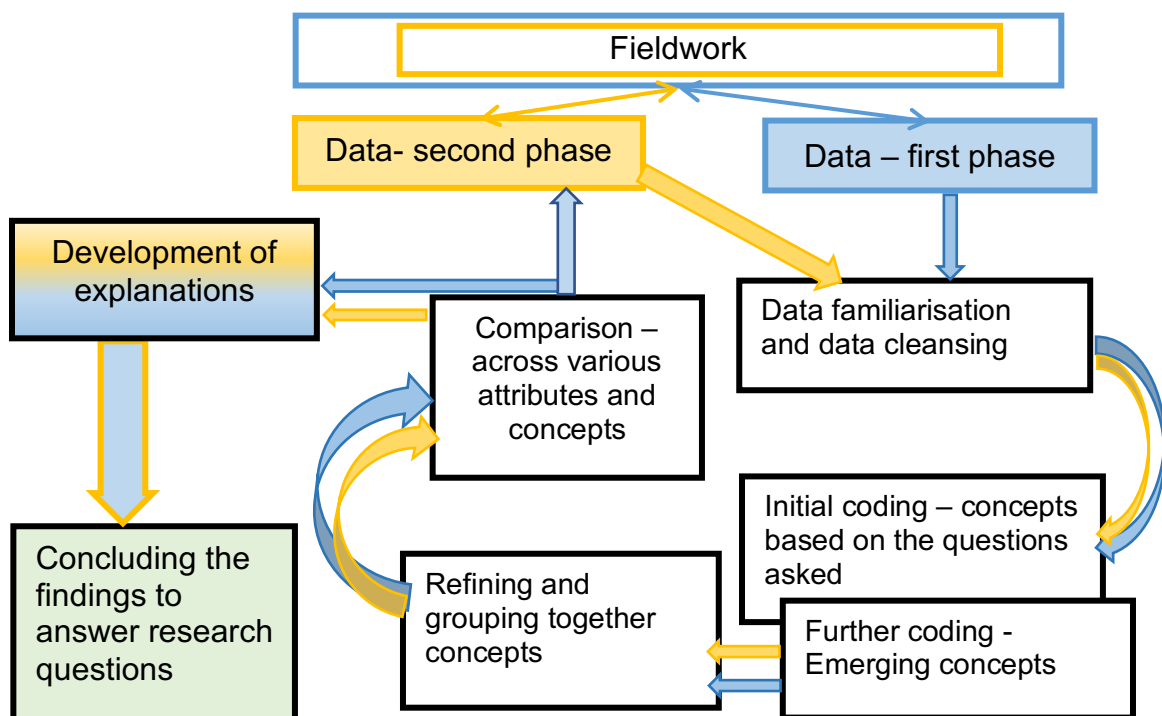 Fieldwork
Data- second phase
Data – first phase
Development of
explanations
Comparison –
across various
attributes and
concepts
Data familiarisation
and data cleansing
Initial coding – concepts
based on the questions
asked
Concluding the
findings to
answer research
questions
Refining and
grouping together
concepts
Further coding -
Emerging concepts